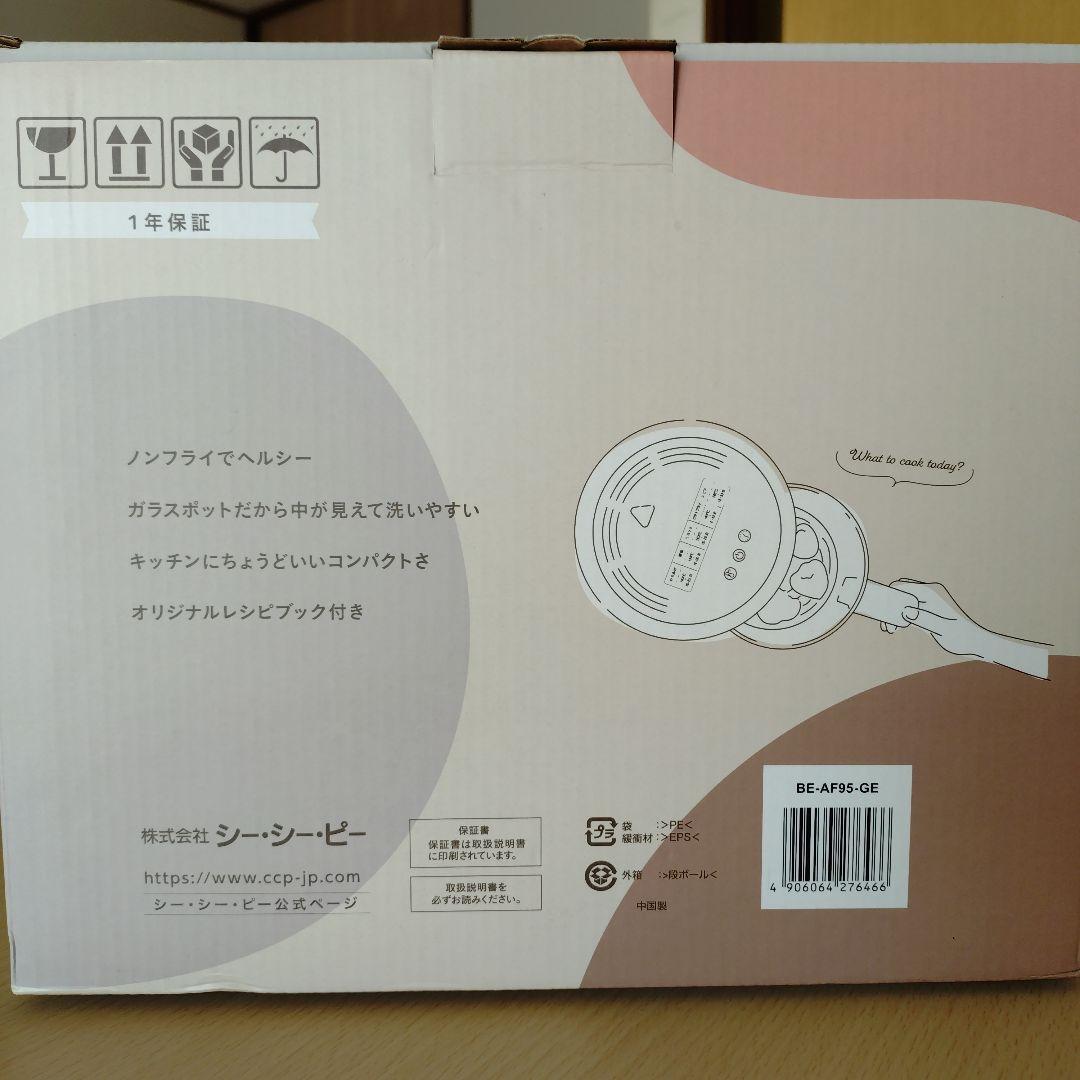 1年保証
ノンフライでヘルシー
ガラスポットだから中が見えて洗いやすい
キッチンにちょうどいいコンパクトさ
オリジナルレシピブック付き
What to cook today?
株式会社 シー・シー・ピー
https://www.ccp-jp.com
シー・シー・ピー公式ページ
保証書
保証書は取扱説明書
に印刷されています。
取扱説明書を
必ずお読みください。
プラ
袋 :>PE<
緩衝材:>EPS<
外箱 :>段ボール<
中国製
BE-AF95-GE
4 906064 276466